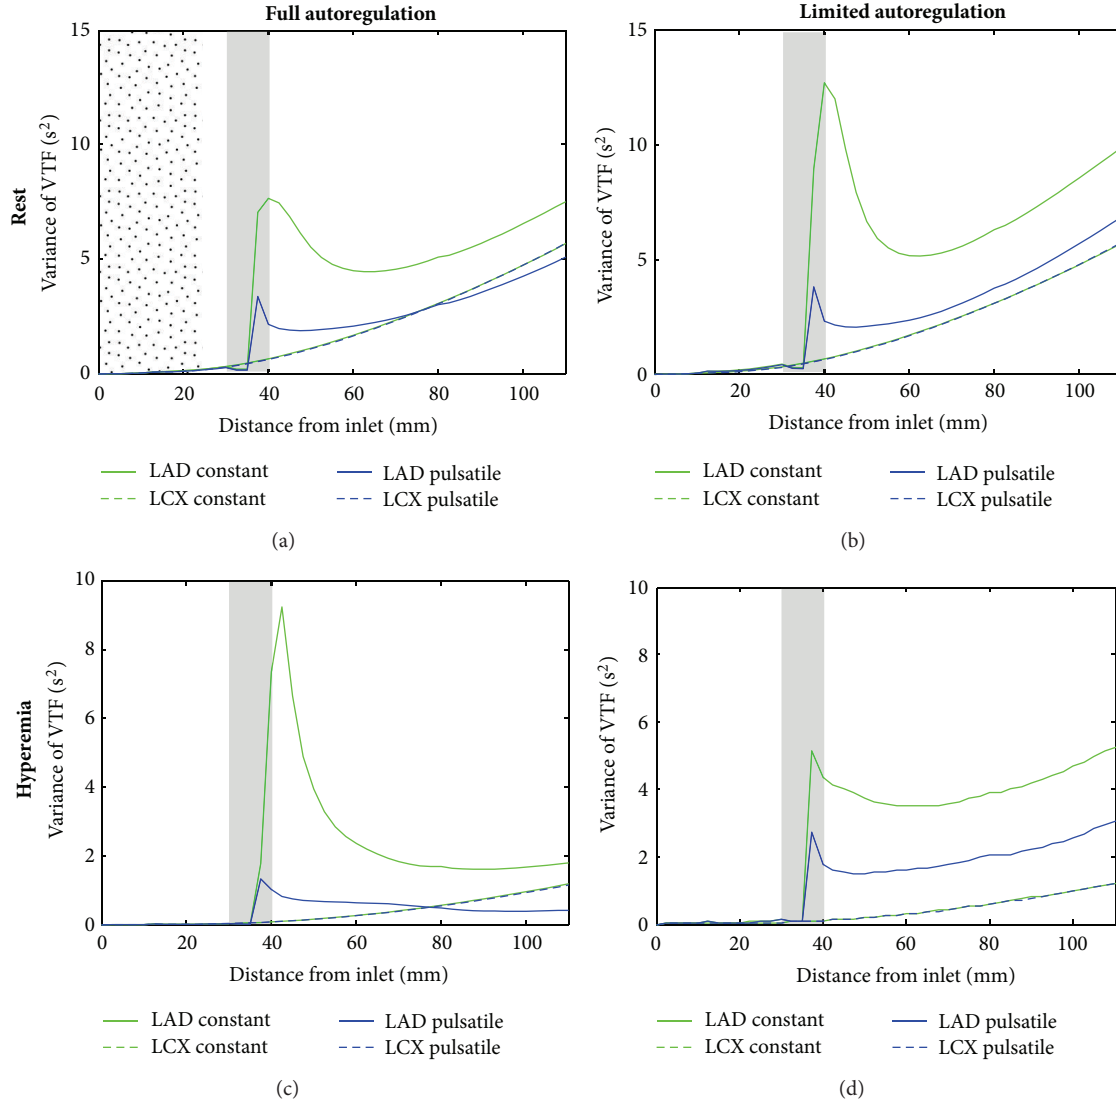 Full autoregulation
Limited autoregulation
Rest
Variance of VTF (s²)
15
10
5
0
0 20 40 60 80 100
Distance from inlet (mm)
LAD constant
LCX constant
LAD pulsatile
LCX pulsatile
(a)
Variance of VTF (s²)
15
10
5
0
0 20 40 60 80 100
Distance from inlet (mm)
LAD constant
LCX constant
LAD pulsatile
LCX pulsatile
(b)
Hyperemia
Variance of VTF (s²)
10
8
6
4
2
0
0 20 40 60 80 100
Distance from inlet (mm)
LAD constant
LCX constant
LAD pulsatile
LCX pulsatile
(c)
Variance of VTF (s²)
10
8
6
4
2
0
0 20 40 60 80 100
Distance from inlet (mm)
LAD constant
LCX constant
LAD pulsatile
LCX pulsatile
(d)